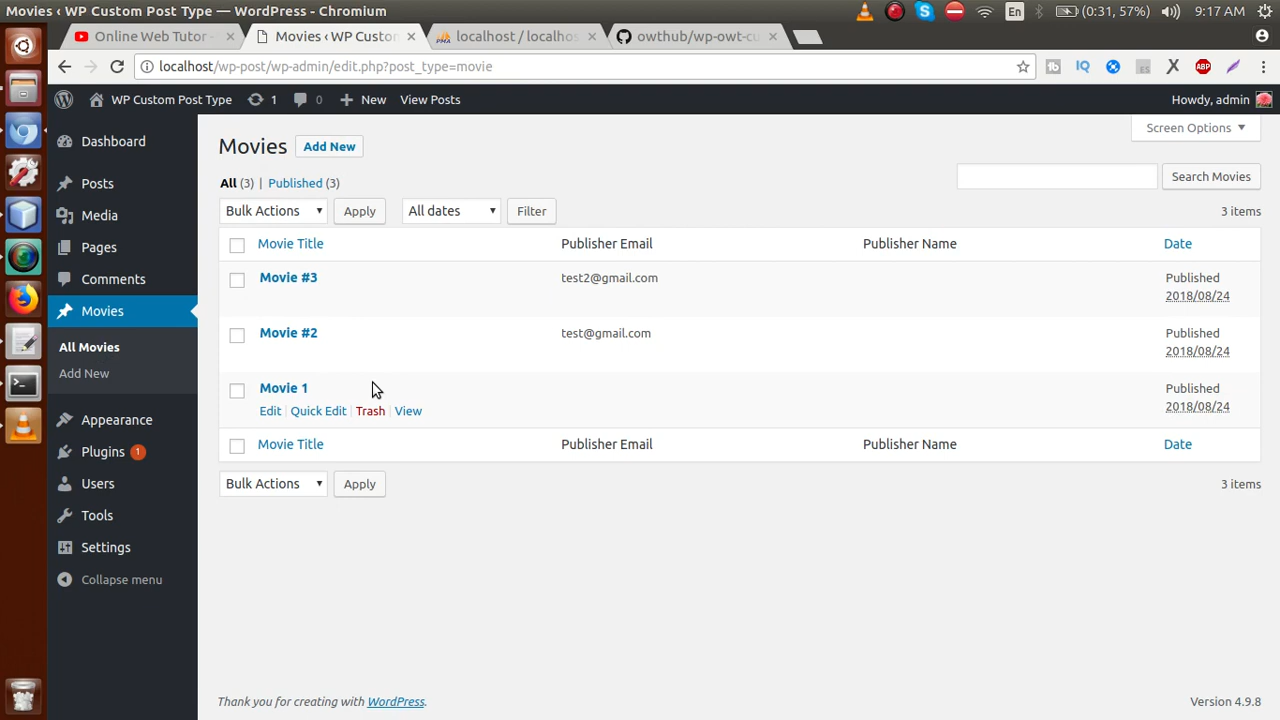 Movies ‹ WP Custom Post Type — WordPress - Chromium
En
(0:31, 57%)
9:17 AM
Online Web Tutor -
Movies ‹ WP Custo
localhost / localhos
owthub/wp-owt-cu
localhost/wp-post/wp-admin/edit.php?post_type=movie
IQ
ABP
WP Custom Post Type
1
0
New
View Posts
Howdy, admin
Dashboard
Posts
Media
Pages
Comments
Movies
All Movies
Add New
Appearance
Plugins 1
Users
Tools
Settings
Collapse menu
Screen Options
Movies
Add New
All (3) | Published (3)
Search Movies
Bulk Actions
Apply
All dates
Filter
3 items
Movie Title
Publisher Email
Publisher Name
Date
Movie #3
test2@gmail.com
Published
2018/08/24
Movie #2
test@gmail.com
Published
2018/08/24
Movie 1
Published
2018/08/24
Edit | Quick Edit | Trash | View
Movie Title
Publisher Email
Publisher Name
Date
Bulk Actions
Apply
3 items
Thank you for creating with WordPress.
Version 4.9.8